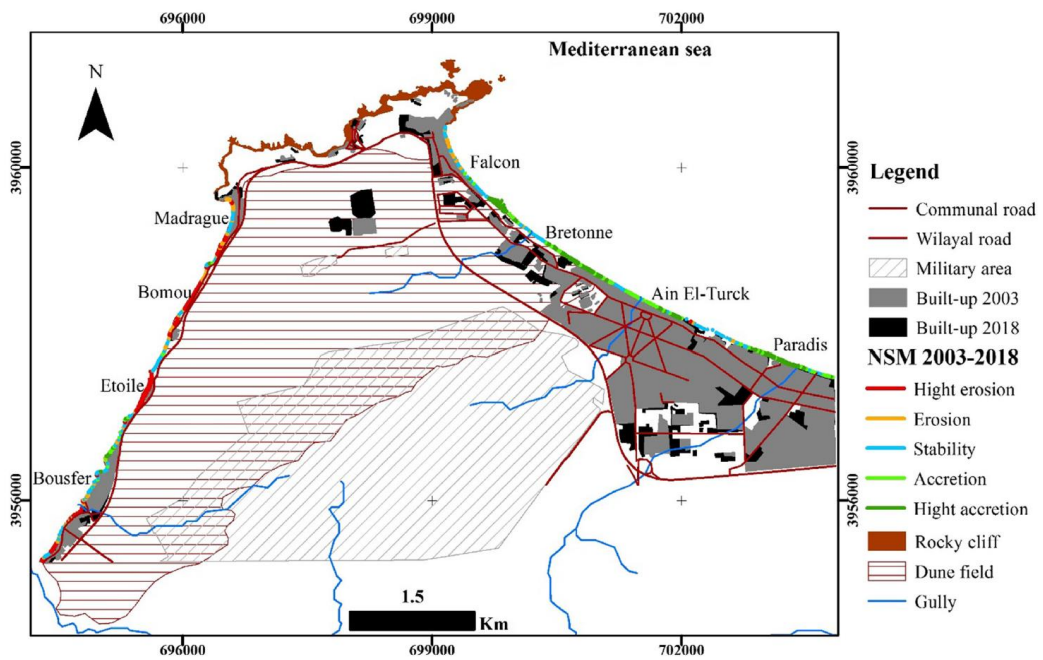 696000
699000
702000
Mediterranean sea
N
3960000
3960000
Falcon
Madrague
Bretonne
Bomou
Ain El-Turck
Paradis
Etoile
Bousfer
3956000
3956000
1.5
Km
696000
699000
702000
Legend
Communal road
Wilayal road
Military area
Built-up 2003
Built-up 2018
NSM 2003-2018
Hight erosion
Erosion
Stability
Accretion
Hight accretion
Rocky cliff
Dune field
Gully